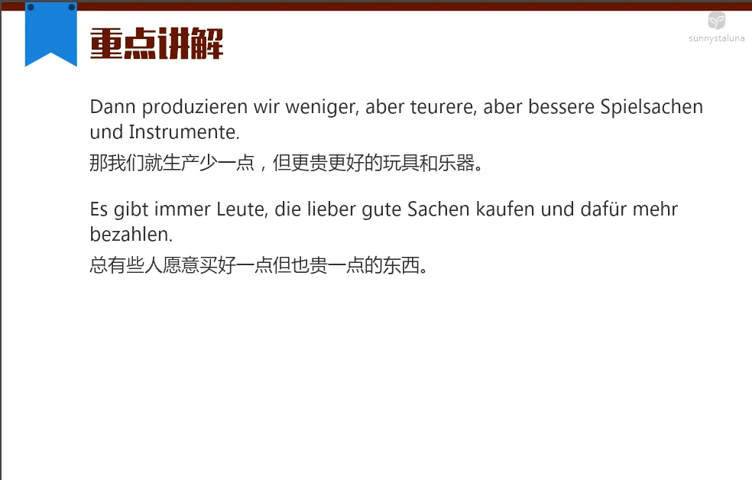 重点讲解
sunnystaluna
Dann produzieren wir weniger, aber teurere, aber bessere Spielsachen
und Instrumente.
那我们就生产少一点，但更贵更好的玩具和乐器。
Es gibt immer Leute, die lieber gute Sachen kaufen und dafür mehr
bezahlen.
总有些人愿意买好一点但也贵一点的东西。